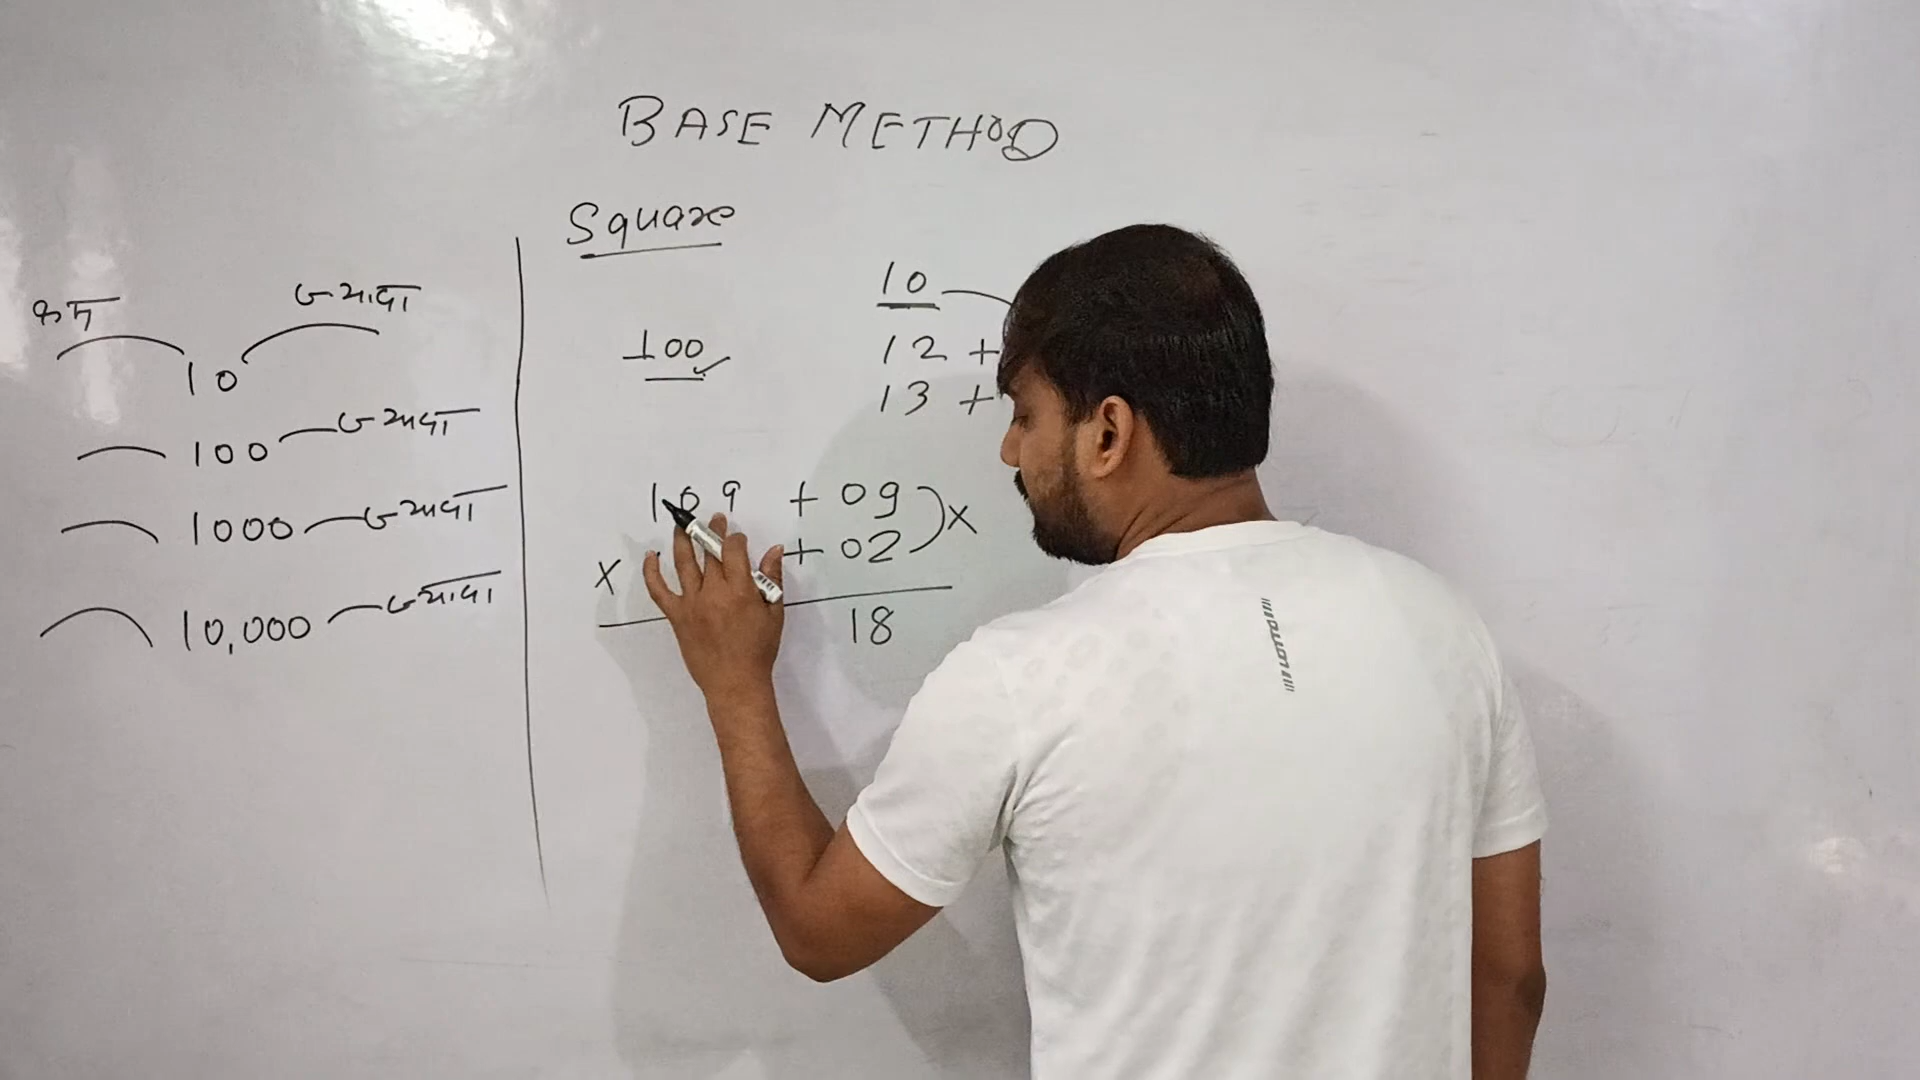 BASE METHOD
Square
कम ज्यादा
10
100 ज्यादा
1000 ज्यादा
10,000 ज्यादा
100
10
12 +
13 +
109 + 09
× + 02 ×
18